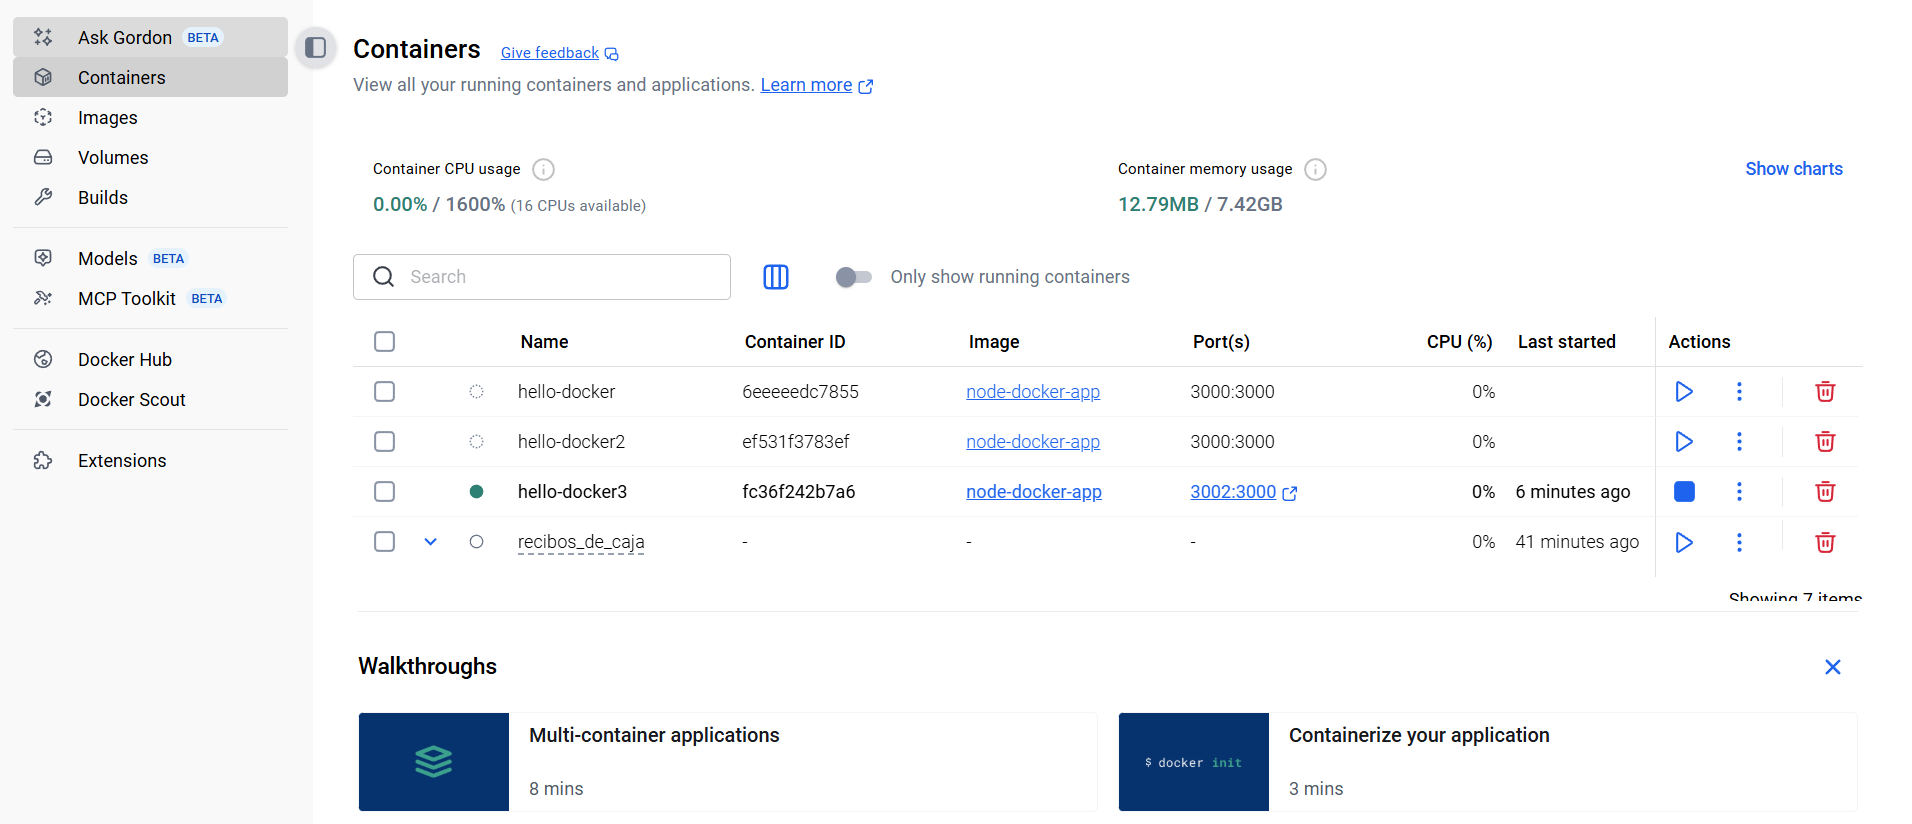 Ask Gordon BETA
Containers
Images
Volumes
Builds
Models BETA
MCP Toolkit BETA
Docker Hub
Docker Scout
Extensions
Containers Give feedback
View all your running containers and applications. Learn more
Container CPU usage
0.00% / 1600% (16 CPUs available)
Container memory usage
12.79MB / 7.42GB
Show charts
Search
Only show running containers
Name Container ID Image Port(s) CPU (%) Last started Actions
hello-docker 6eeeeedc7855 node-docker-app 3000:3000 0%
hello-docker2 ef531f3783ef node-docker-app 3000:3000 0%
hello-docker3 fc36f242b7a6 node-docker-app 3002:3000 0% 6 minutes ago
recibos_de_caja - - - 0% 41 minutes ago
Showing 7 items
Walkthroughs
Multi-container applications
8 mins
$ docker init
Containerize your application
3 mins